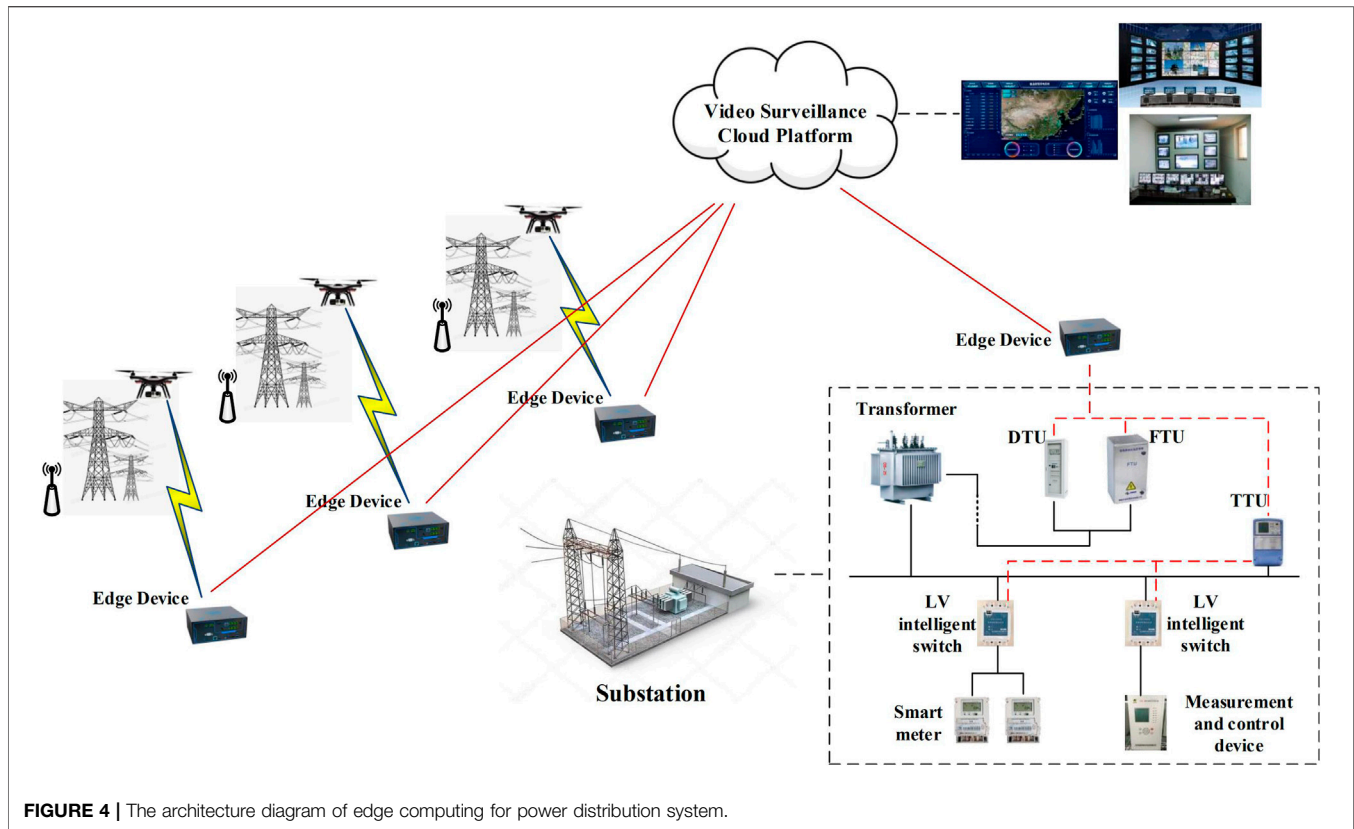 Video Surveillance
Cloud Platform
Edge Device
Edge Device
Edge Device
Edge Device
Transformer
DTU
FTU
FTU
TTU
LV
intelligent
switch
LV
intelligent
switch
Substation
Smart
meter
Measurement
and control
device
FIGURE 4 | The architecture diagram of edge computing for power distribution system.